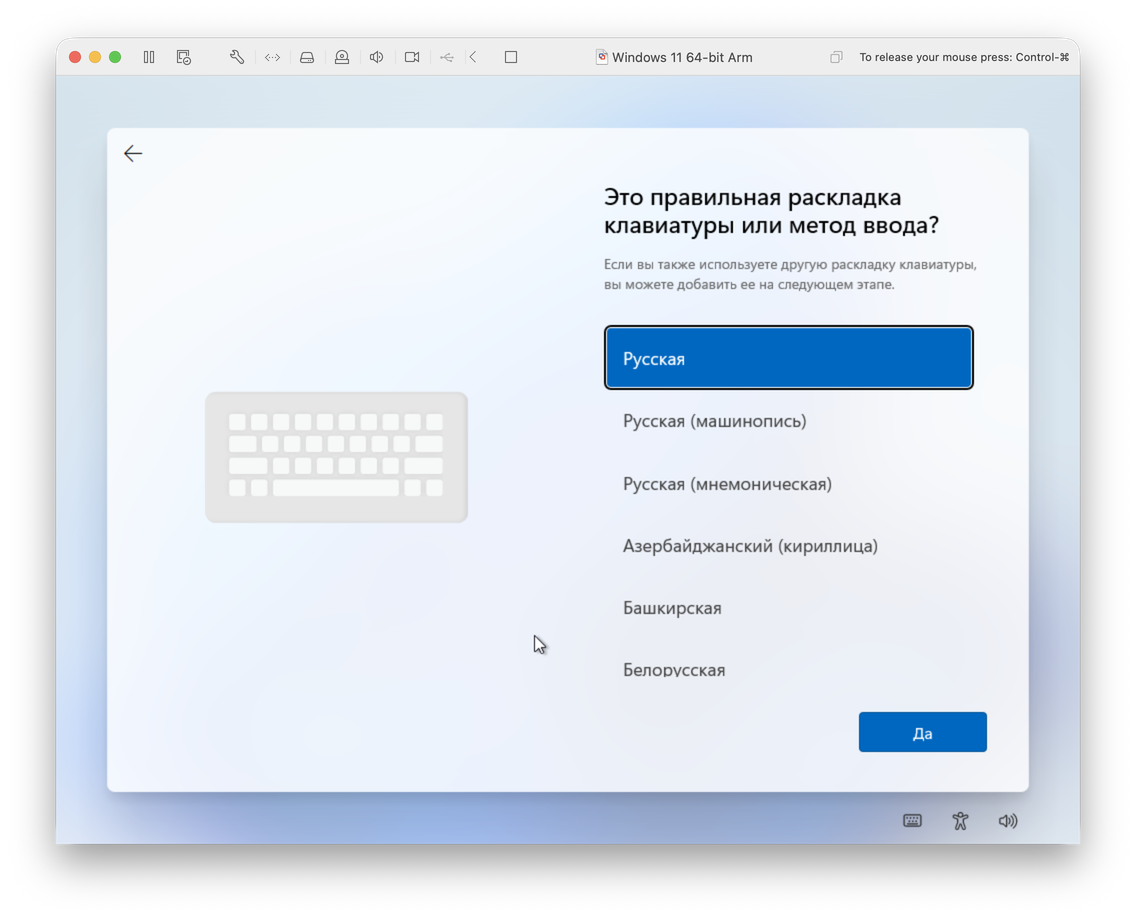 Windows 11 64-bit Arm
To release your mouse press: Control-⌘
Это правильная раскладка
клавиатуры или метод ввода?
Если вы также используете другую раскладку клавиатуры,
вы можете добавить ее на следующем этапе.
Русская
Русская (машинопись)
Русская (мнемоническая)
Азербайджанский (кириллица)
Башкирская
Белорусская
Да